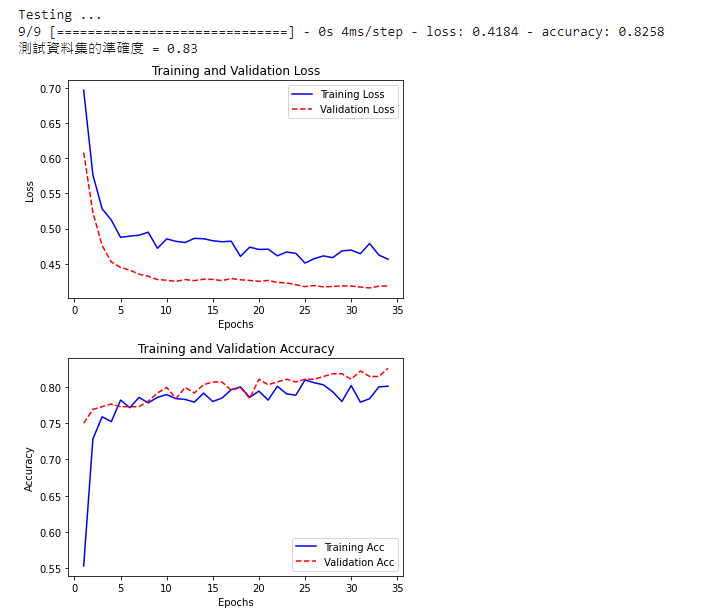 Testing ...
9/9 [==============================] - 0s 4ms/step - loss: 0.4184 - accuracy: 0.8258
測試資料集的準確度 = 0.83
Training and Validation Loss
Training Loss
Validation Loss
0.70
0.65
0.60
0.55
0.50
0.45
Loss
0 5 10 15 20 25 30 35
Epochs
Training and Validation Accuracy
0.80
0.75
0.70
0.65
0.60
0.55
Accuracy
Training Acc
Validation Acc
0 5 10 15 20 25 30 35
Epochs